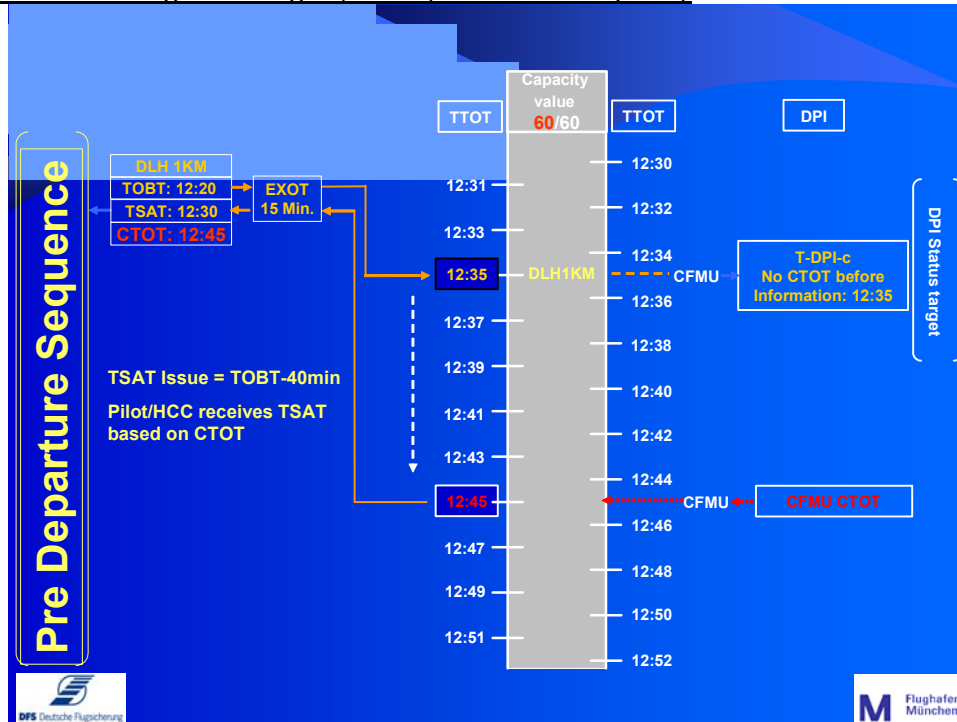 Pre Departure Sequence
DLH 1KM
TOBT: 12:20
TSAT: 12:30
CTOT: 12:45
EXOT
15 Min.
TSAT Issue = TOBT-40min
Pilot/HCC receives TSAT
based on CTOT
TTOT
12:31
12:33
12:35
12:37
12:39
12:41
12:43
12:45
12:47
12:49
12:51
Capacity
value
60/60
DLH1KM
TTOT
12:30
12:32
12:34
12:36
12:38
12:40
12:42
12:44
12:46
12:48
12:50
12:52
CFMU
CFMU
DPI
T-DPI-c
No CTOT before
Information: 12:35
CFMU CTOT
DPI Status target
DFS Deutsche Flugsicherung
M Flughafen
München